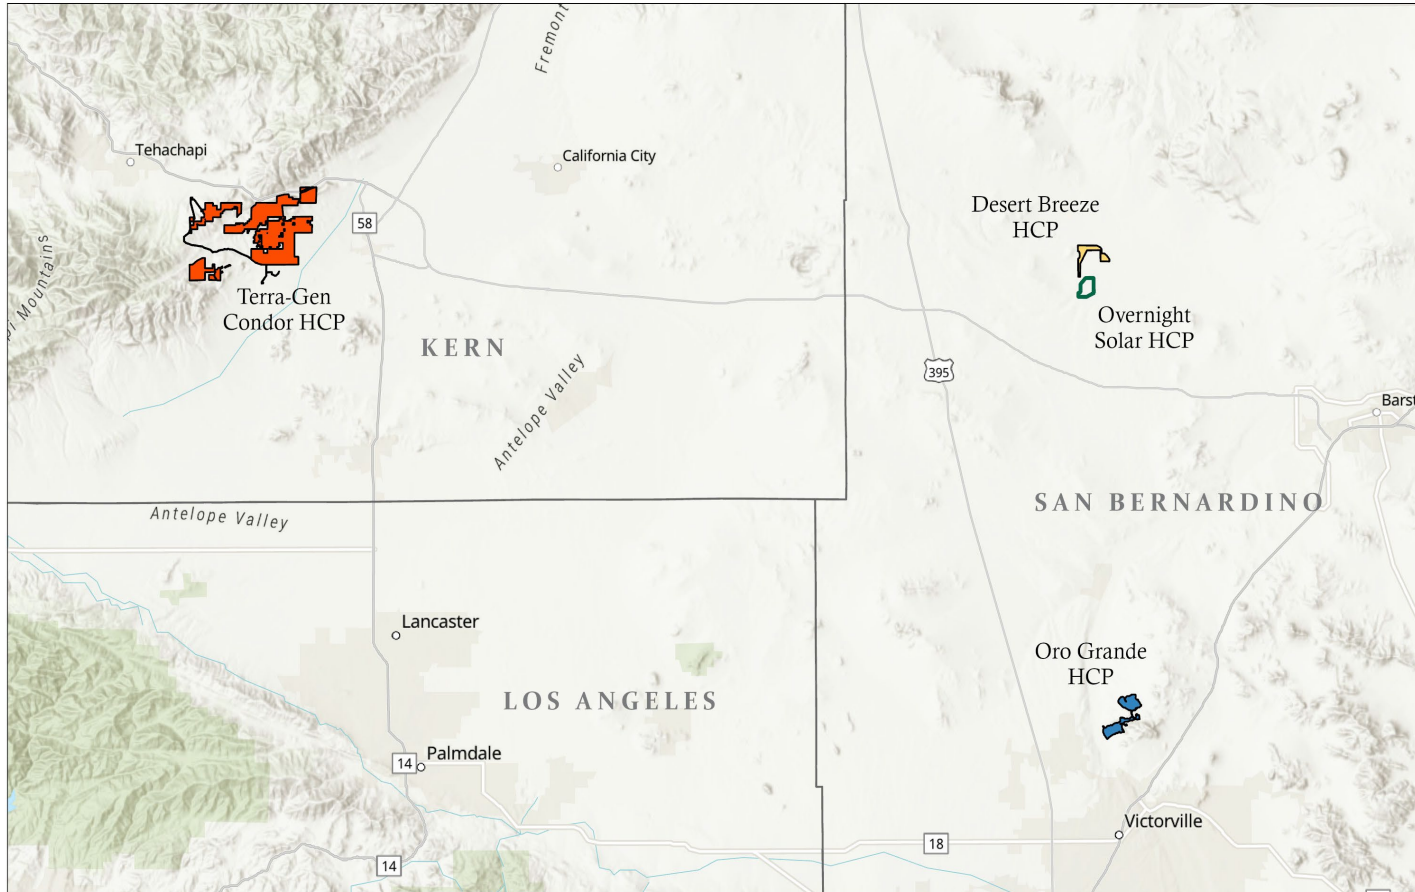 Fremont
Tehachapi
California City
Desert Breeze
HCP
58
pi Mountains
Terra-Gen
Condor HCP
Overnight
Solar HCP
KERN
395
Antelope Valley
Barst
SAN BERNARDINO
Antelope Valley
Lancaster
Oro Grande
HCP
LOS ANGELES
Palmdale
14
Victorville
18
14